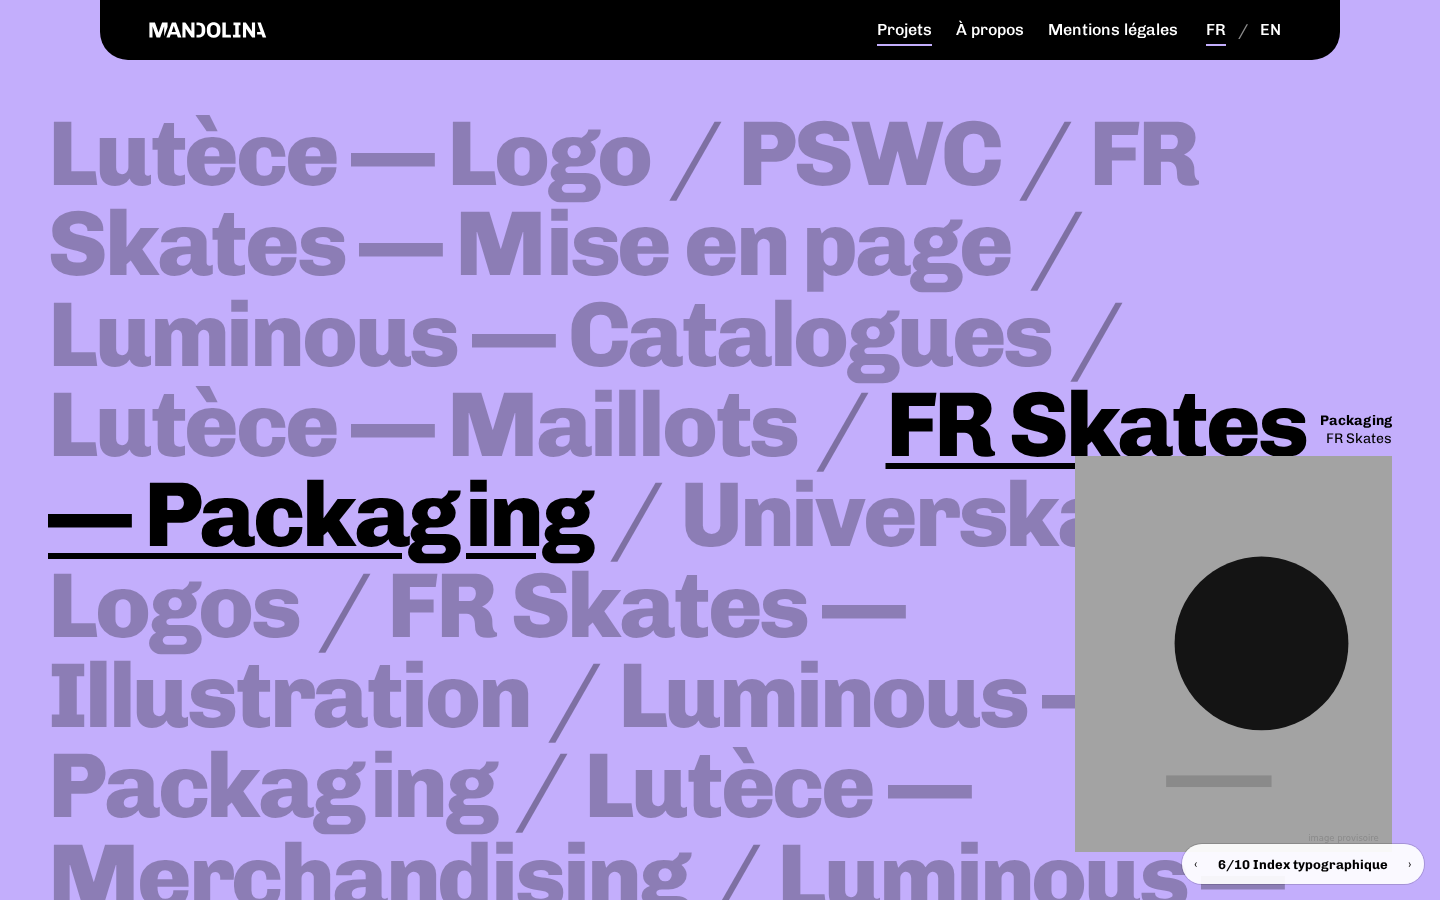 MANDOLINA
Projets À propos Mentions légales FR / EN
Lutèce — Logo / PSWC / FR
Skates — Mise en page /
Luminous — Catalogues /
Lutèce — Maillots / FR Skates
Packaging
FR Skates
— Packaging / Universka
Logos / FR Skates —
Illustration / Luminous —
Packaging / Lutèce —
image provisoire
Merchandising / Luminous —
‹ 6/10 Index typographique ›